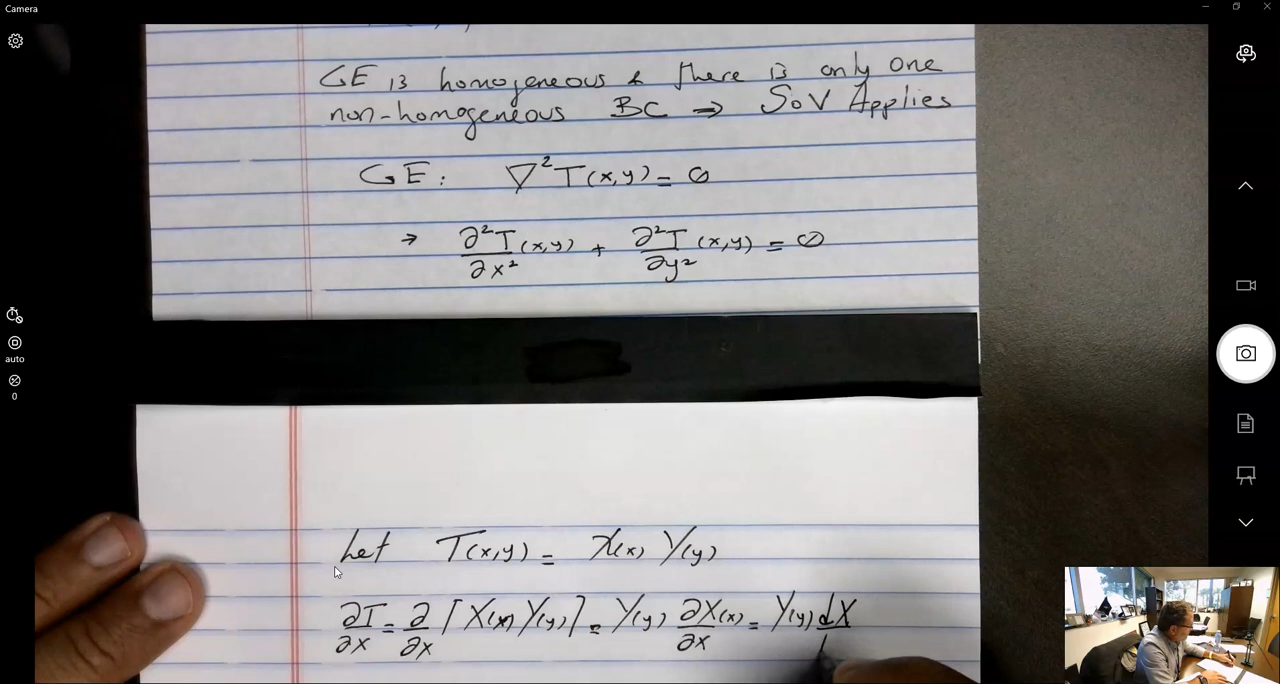 Camera
GE is homogeneous & there is only one
non-homogeneous BC ⇒ SoV Applies
GE: ∇²T(x,y) = 0
→ ∂²T/∂x² (x,y) + ∂²T/∂y² (x,y) = 0
auto
0
Let T(x,y) = X(x) Y(y)
∂T/∂x = ∂/∂x [X(x) Y(y)] = Y(y) ∂X(x)/∂x = Y(y) dX